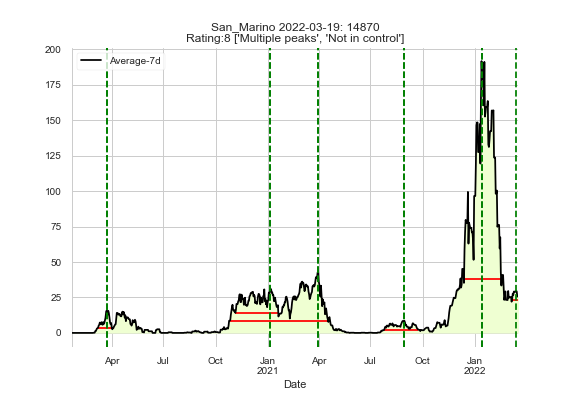 San_Marino 2022-03-19: 14870
Rating:8 ['Multiple peaks', 'Not in control']
Average-7d
200
175
150
125
100
75
50
25
0
Apr Jul Oct Jan Apr Jul Oct Jan
2021 2022
Date